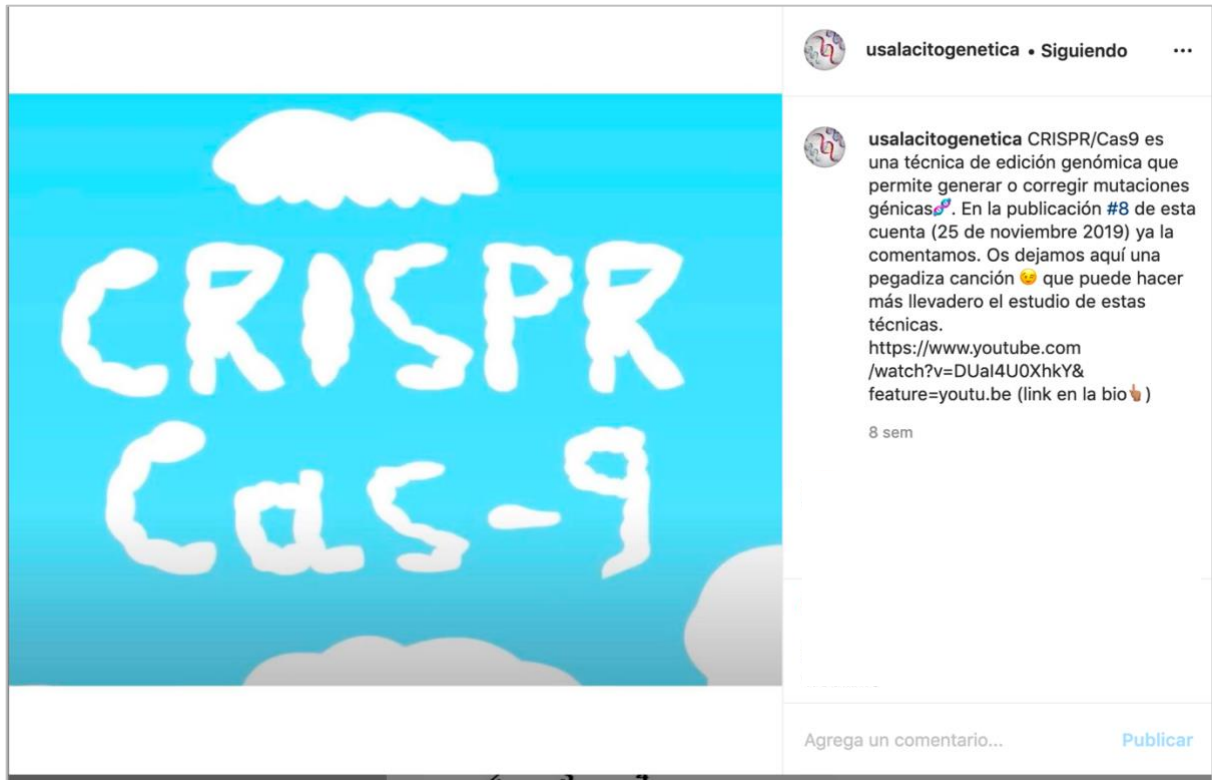 CRISPR
Cas-9
usalacitogenetica • Siguiendo
usalacitogenetica CRISPR/Cas9 es
una técnica de edición genómica que
permite generar o corregir mutaciones
génicas🧬. En la publicación #8 de esta
cuenta (25 de noviembre 2019) ya la
comentamos. Os dejamos aquí una
pegadiza canción 😉 que puede hacer
más llevadero el estudio de estas
técnicas.
https://www.youtube.com
/watch?v=DUaI4U0XhkY&
feature=youtu.be (link en la bio👆🏽)
8 sem
Agrega un comentario...
Publicar